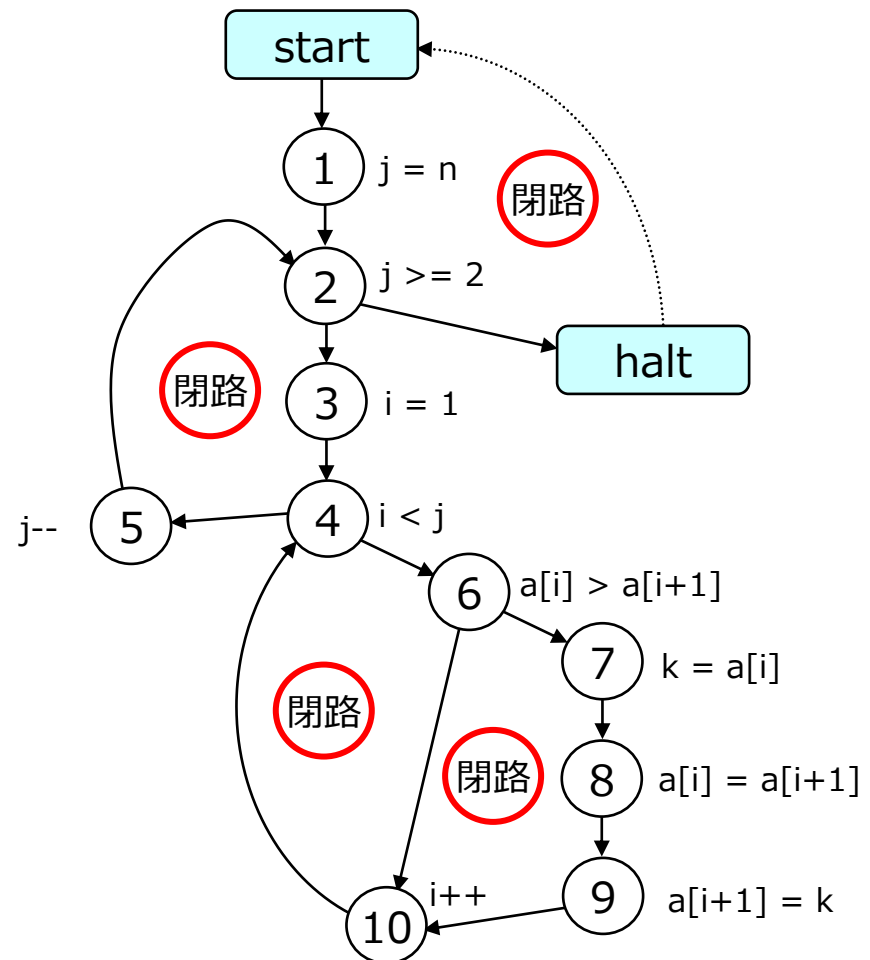 start
1
j = n
閉路
2
j >= 2
halt
閉路
3
i = 1
4
i < j
5
j--
6
a[i] > a[i+1]
7
k = a[i]
閉路
閉路
8
a[i] = a[i+1]
9
a[i+1] = k
10
i++